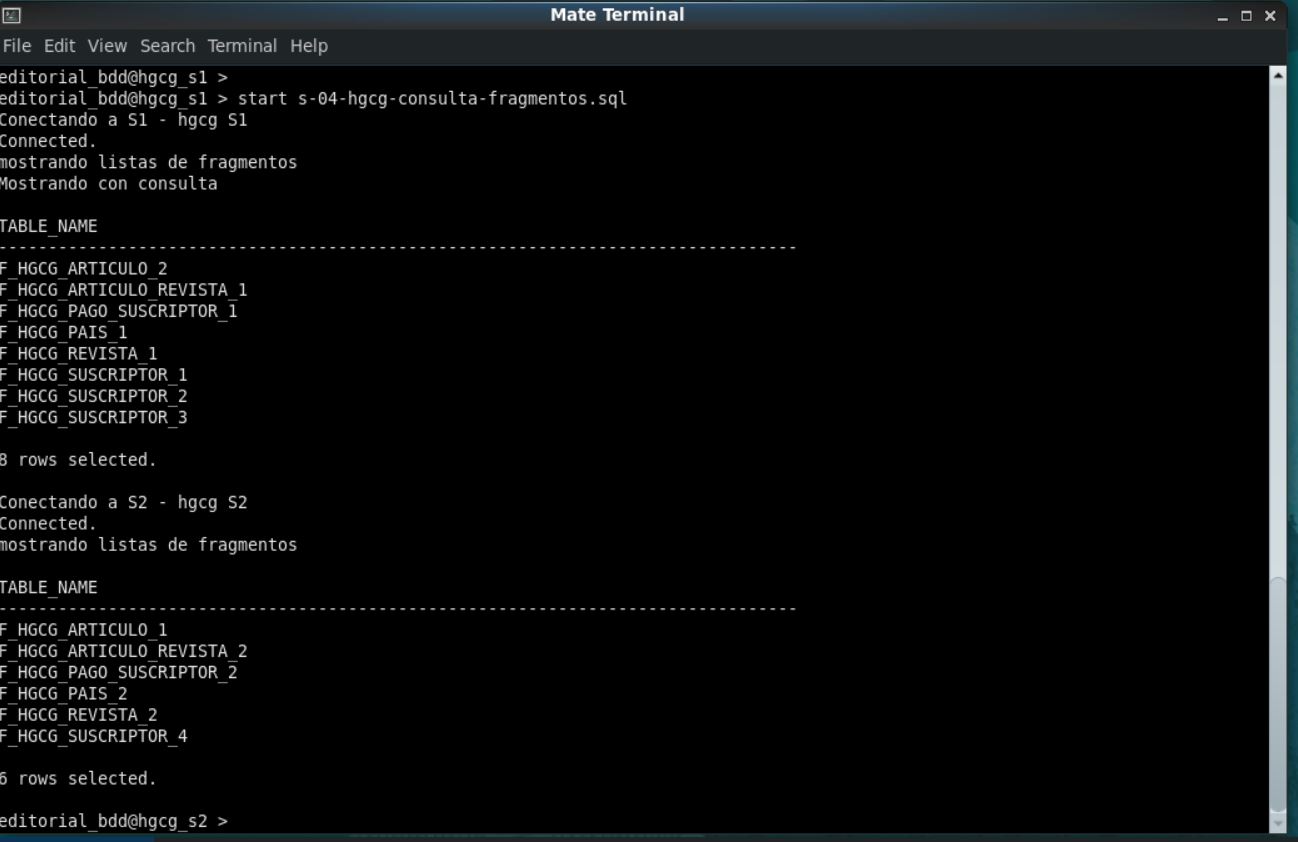 Mate Terminal
File Edit View Search Terminal Help
editorial_bdd@hgcg_s1 >
editorial_bdd@hgcg_s1 > start s-04-hgcg-consulta-fragmentos.sql
Conectando a S1 - hgcg S1
Connected.
mostrando listas de fragmentos
Mostrando con consulta
TABLE_NAME
--------------------------------------------------------------------------------
F_HGCG_ARTICULO_2
F_HGCG_ARTICULO_REVISTA_1
F_HGCG_PAGO_SUSCRIPTOR_1
F_HGCG_PAIS_1
F_HGCG_REVISTA_1
F_HGCG_SUSCRIPTOR_1
F_HGCG_SUSCRIPTOR_2
F_HGCG_SUSCRIPTOR_3
8 rows selected.
Conectando a S2 - hgcg S2
Connected.
mostrando listas de fragmentos
TABLE_NAME
--------------------------------------------------------------------------------
F_HGCG_ARTICULO_1
F_HGCG_ARTICULO_REVISTA_2
F_HGCG_PAGO_SUSCRIPTOR_2
F_HGCG_PAIS_2
F_HGCG_REVISTA_2
F_HGCG_SUSCRIPTOR_4
6 rows selected.
editorial_bdd@hgcg_s2 >